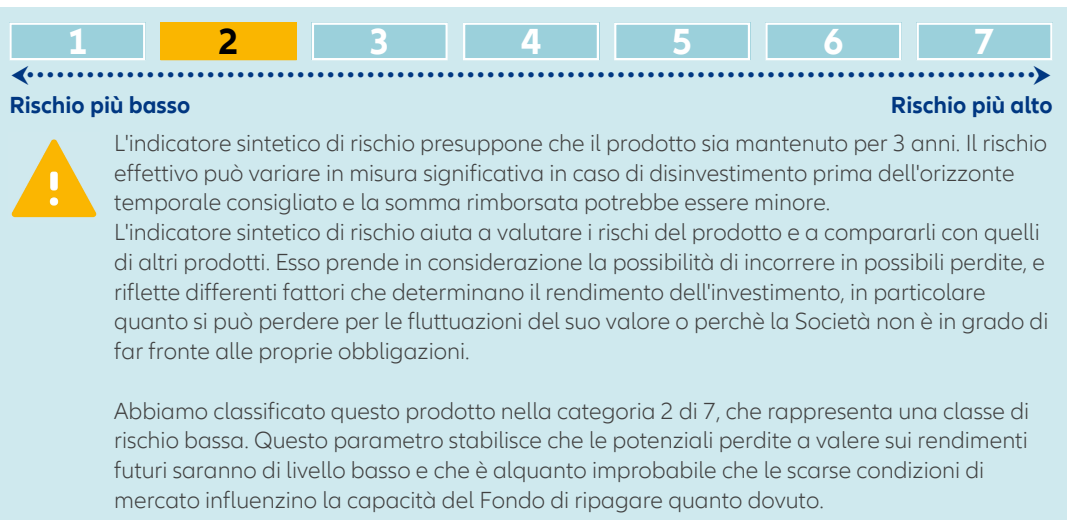 1 2 3 4 5 6 7
Rischio più basso Rischio più alto
L'indicatore sintetico di rischio presuppone che il prodotto sia mantenuto per 3 anni. Il rischio
effettivo può variare in misura significativa in caso di disinvestimento prima dell'orizzonte
temporale consigliato e la somma rimborsata potrebbe essere minore.
L'indicatore sintetico di rischio aiuta a valutare i rischi del prodotto e a compararli con quelli
di altri prodotti. Esso prende in considerazione la possibilità di incorrere in possibili perdite, e
riflette differenti fattori che determinano il rendimento dell'investimento, in particolare
quanto si può perdere per le fluttuazioni del suo valore o perchè la Società non è in grado di
far fronte alle proprie obbligazioni.
Abbiamo classificato questo prodotto nella categoria 2 di 7, che rappresenta una classe di
rischio bassa. Questo parametro stabilisce che le potenziali perdite a valere sui rendimenti
futuri saranno di livello basso e che è alquanto improbabile che le scarse condizioni di
mercato influenzino la capacità del Fondo di ripagare quanto dovuto.